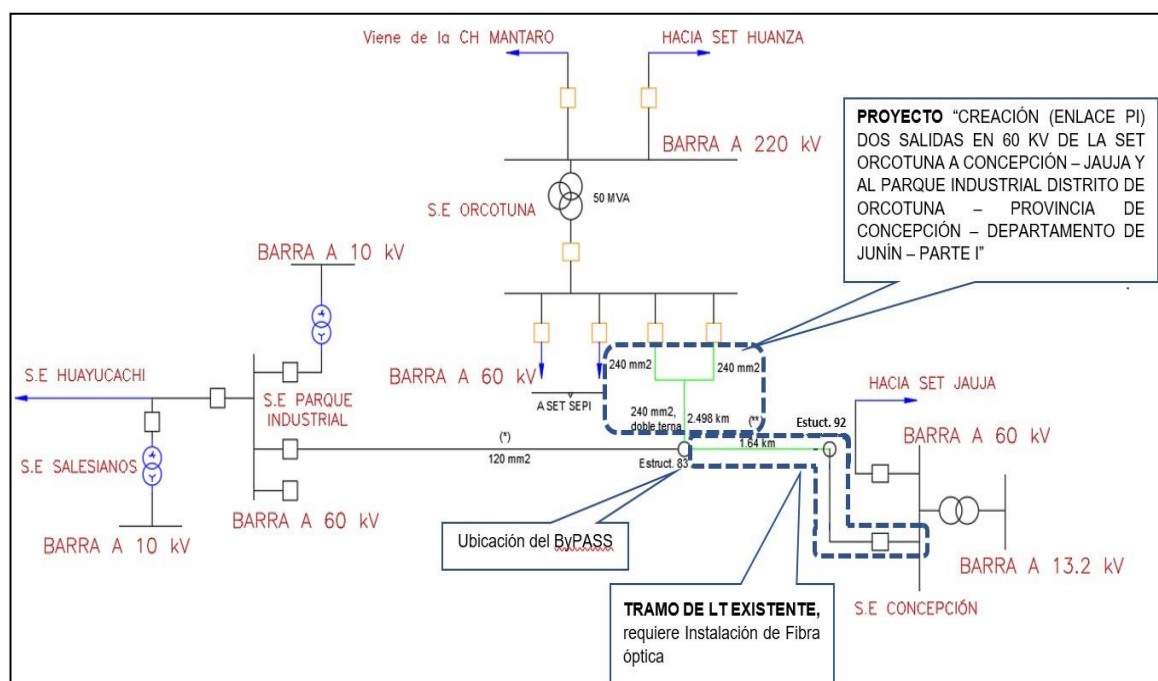 Viene de la CH MANTARO
HACIA SET HUANZA
BARRA A 220 kV
S.E ORCOTUNA
50 MVA
PROYECTO “CREACIÓN (ENLACE PI)
DOS SALIDAS EN 60 KV DE LA SET
ORCOTUNA A CONCEPCIÓN – JAUJA Y
AL PARQUE INDUSTRIAL DISTRITO DE
ORCOTUNA – PROVINCIA DE
CONCEPCIÓN – DEPARTAMENTO DE
JUNÍN – PARTE I”
BARRA A 10 kV
S.E HUAYUCACHI
S.E PARQUE
INDUSTRIAL
S.E SALESIANOS
BARRA A 10 kV
BARRA A 60 kV
(*)
120 mm2
BARRA A 60 kV
A SET SEPI
240 mm2
240 mm2
240 mm2,
doble terna
2.498 km
(**)
1.64 km
Estruct. 83
Estruct. 92
HACIA SET JAUJA
BARRA A 60 kV
BARRA A 13.2 kV
S.E CONCEPCIÓN
Ubicación del ByPASS
TRAMO DE LT EXISTENTE,
requiere Instalación de Fibra
óptica